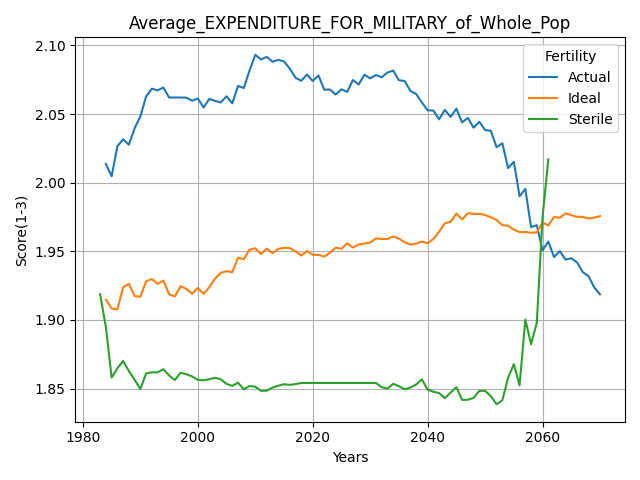 Average_EXPENDITURE_FOR_MILITARY_of_Whole_Pop
2.10
2.05
2.00
1.95
1.90
1.85
Score(1-3)
1980
2000
2020
2040
2060
Years
Fertility
Actual
Ideal
Sterile